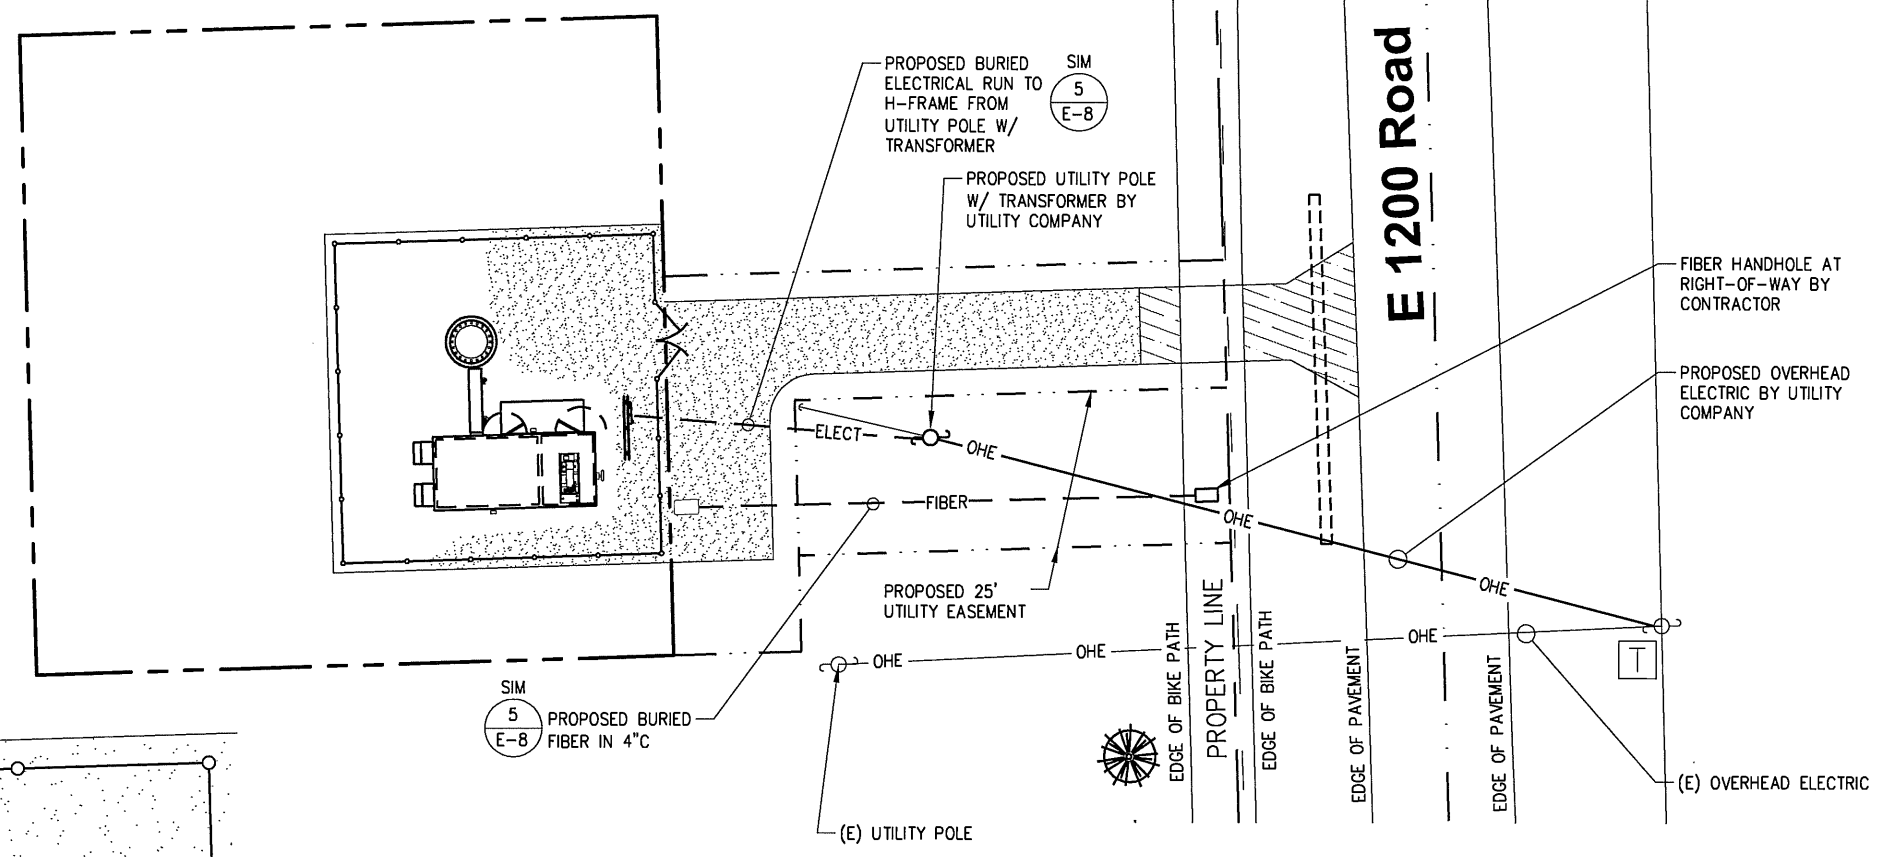 PROPOSED BURIED
ELECTRICAL RUN TO
H-FRAME FROM
UTILITY POLE W/
TRANSFORMER
SIM
5
E-8
PROPOSED UTILITY POLE
W/ TRANSFORMER BY
UTILITY COMPANY
E 1200 Road
FIBER HANDHOLE AT
RIGHT-OF-WAY BY
CONTRACTOR
PROPOSED OVERHEAD
ELECTRIC BY UTILITY
COMPANY
ELECT
OHE
FIBER
OHE
OHE
PROPOSED 25'
UTILITY EASEMENT
OHE
OHE
OHE
T
EDGE OF BIKE PATH
PROPERTY LINE
EDGE OF BIKE PATH
EDGE OF PAVEMENT
EDGE OF PAVEMENT
SIM
5
E-8
PROPOSED BURIED
FIBER IN 4"C
(E) OVERHEAD ELECTRIC
(E) UTILITY POLE